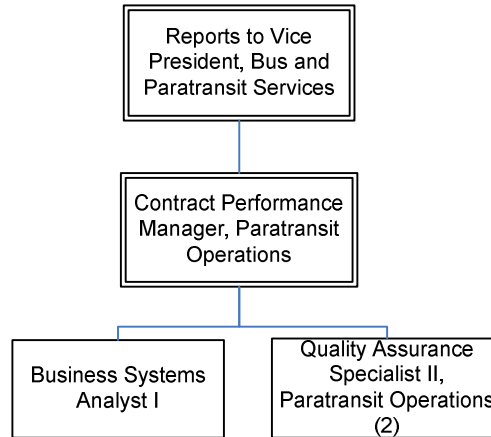 Reports to Vice
President, Bus and
Paratransit Services
Contract Performance
Manager, Paratransit
Operations
Business Systems
Analyst I
Quality Assurance
Specialist II,
Paratransit Operations
(2)